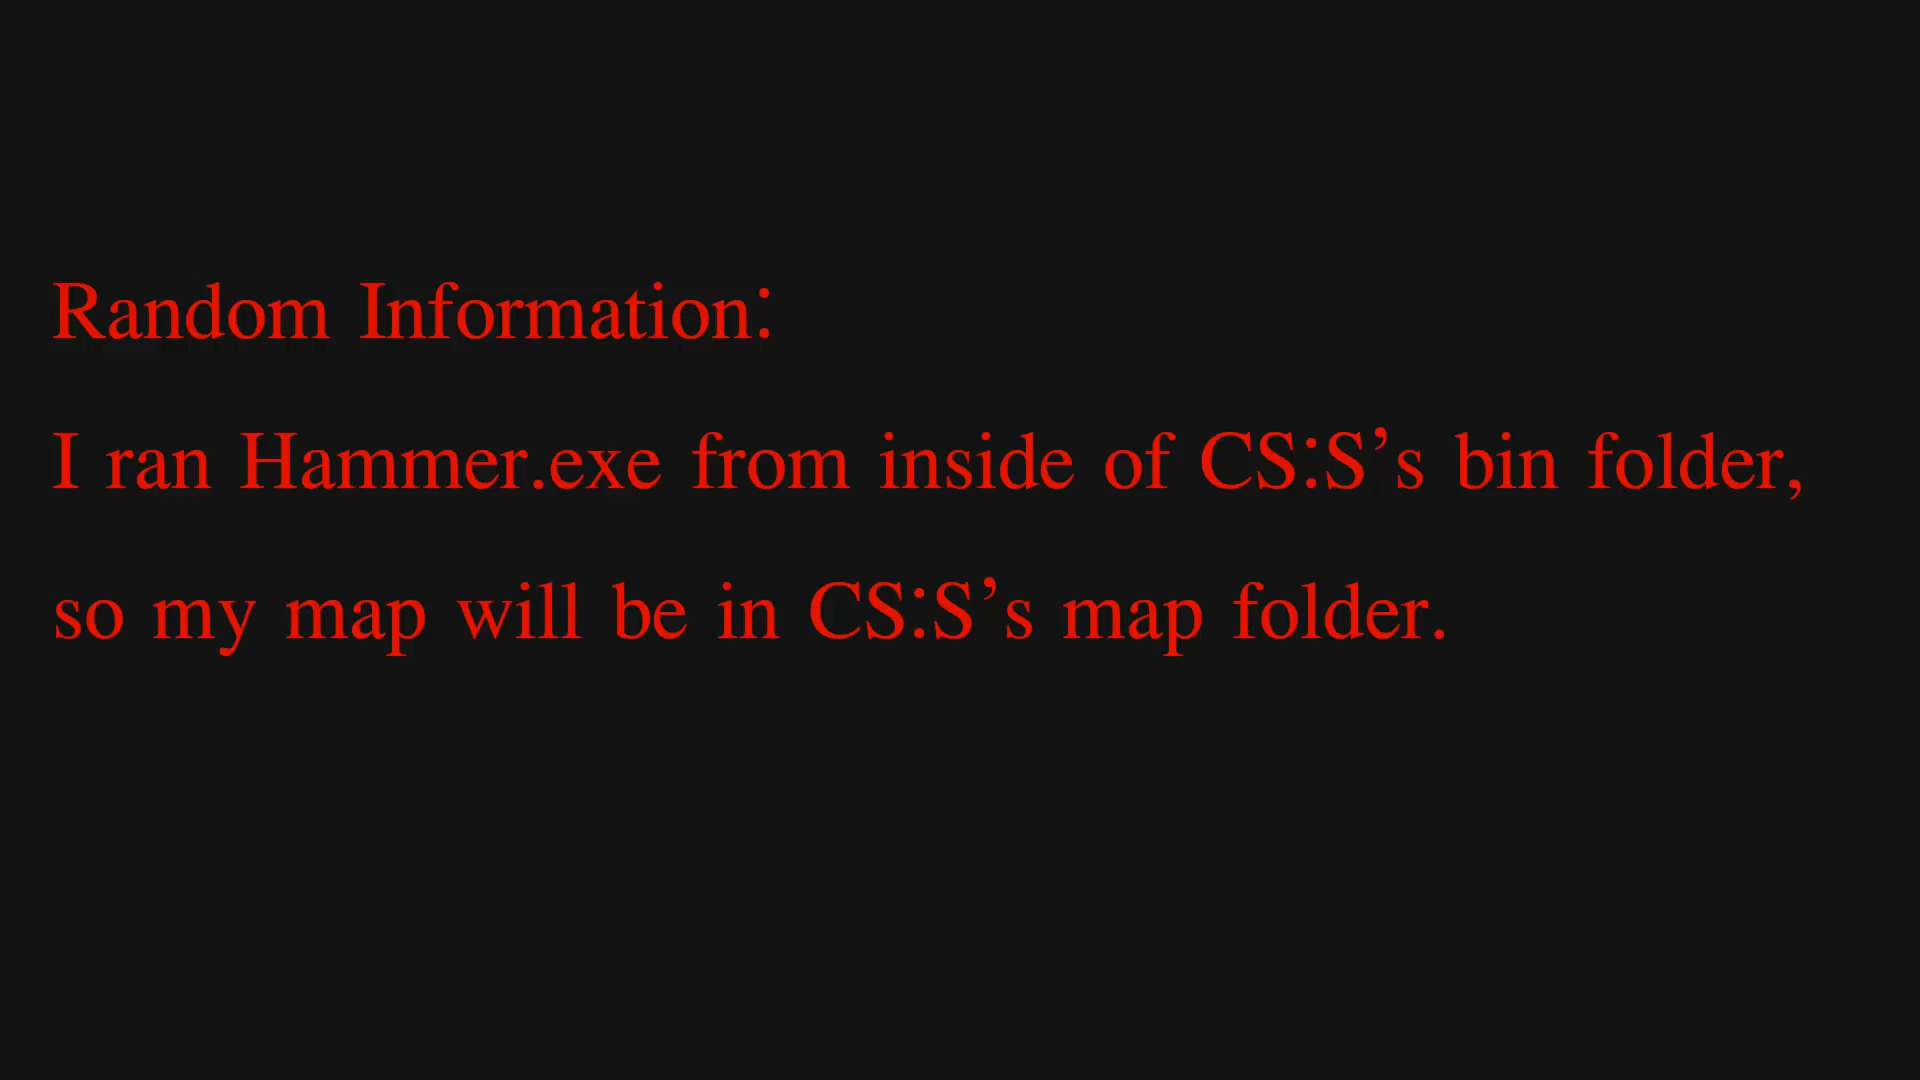 Random Information:
I ran Hammer.exe from inside of CS:S’s bin folder,
so my map will be in CS:S’s map folder.